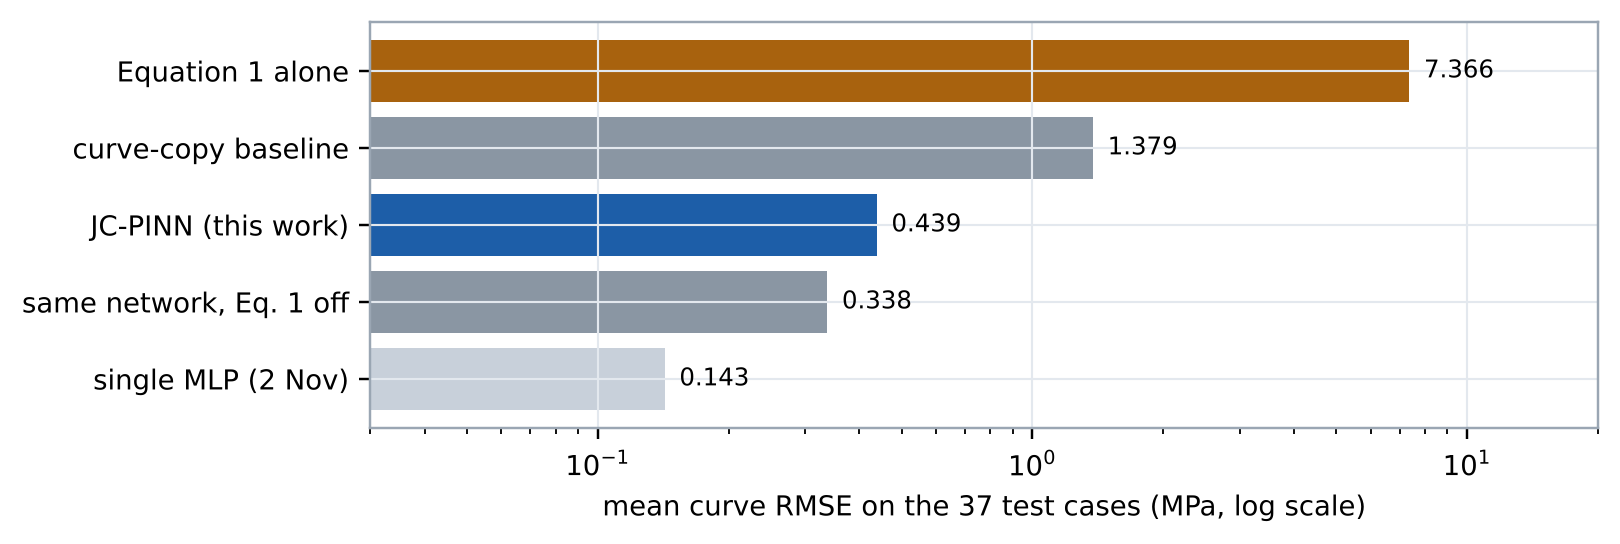 Equation 1 alone
7.366
curve-copy baseline
1.379
JC-PINN (this work)
0.439
same network, Eq. 1 off
0.338
single MLP (2 Nov)
0.143
10⁻¹
10⁰
10¹
mean curve RMSE on the 37 test cases (MPa, log scale)